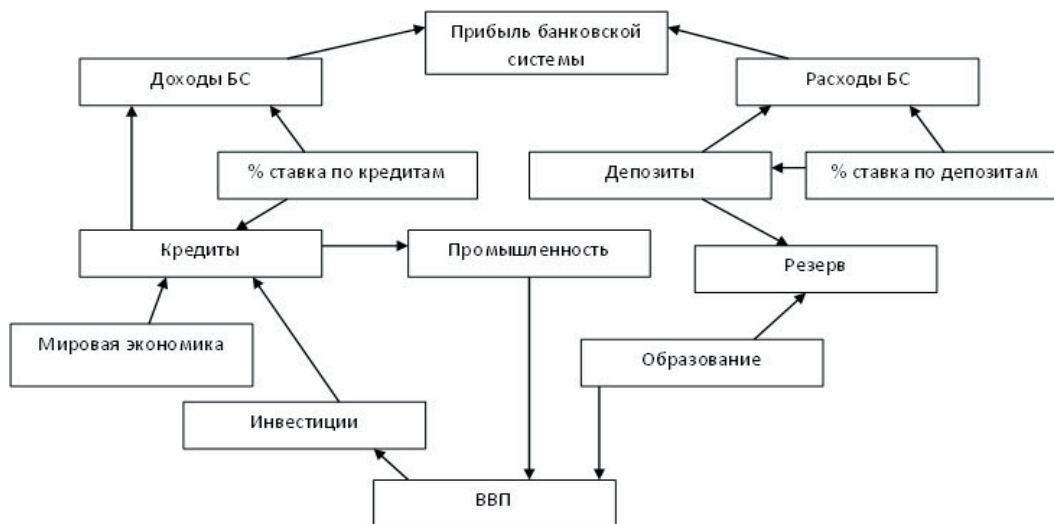 Прибыль банковской
системы
Доходы БС
Расходы БС
% ставка по кредитам
Депозиты
% ставка по депозитам
Кредиты
Промышленность
Резерв
Мировая экономика
Образование
Инвестиции
ВВП